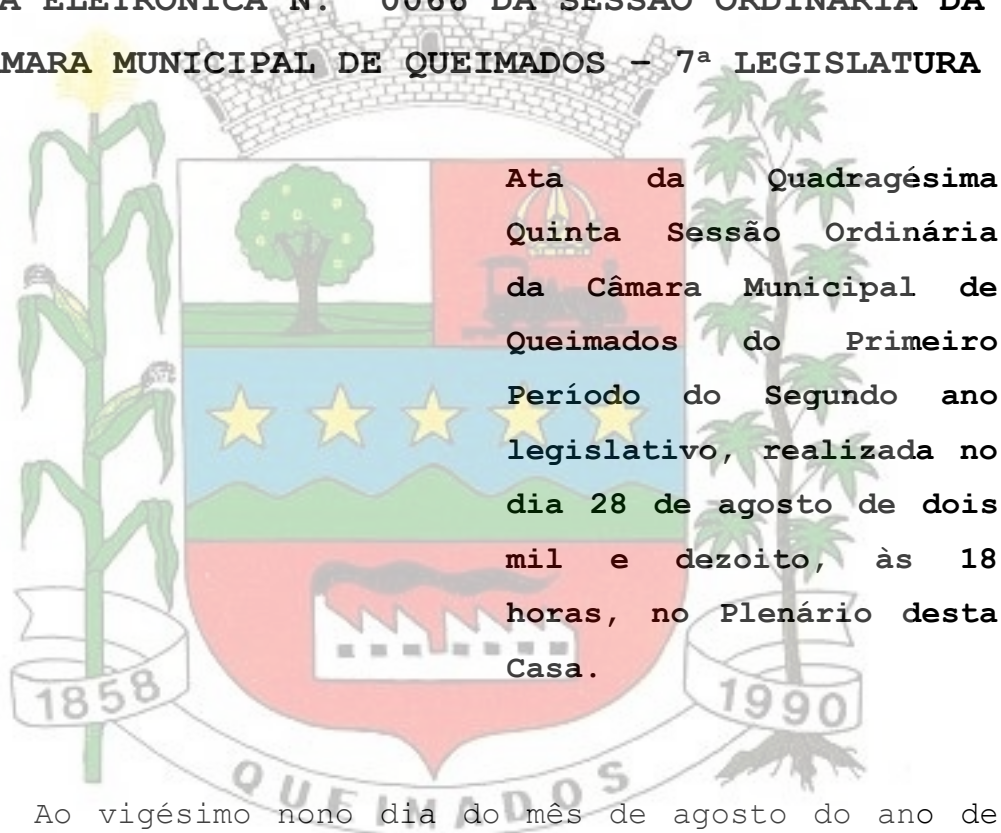 A ELETRÔNICA N.º 0066 DA SESSÃO ORDINÁRIA DA
MARA MUNICIPAL DE QUEIMADOS – 7ª LEGISLATURA
Ata da Quadragésima
Quinta Sessão Ordinária
da Câmara Municipal de
Queimados do Primeiro
Período do Segundo ano
legislativo, realizada no
dia 28 de agosto de dois
mil e dezoito, às 18
horas, no Plenário desta
Casa.
1858
1990
QUEIMADOS
Ao vigésimo nono dia do mês de agosto do ano de